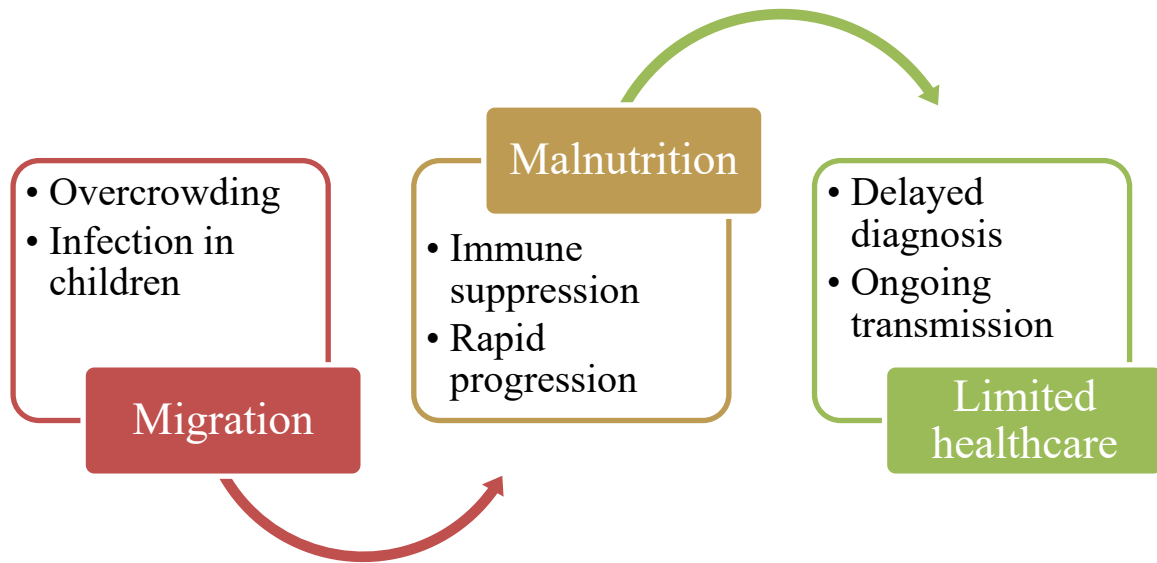 • Overcrowding
• Infection in
children
Migration
Malnutrition
• Immune
suppression
• Rapid
progression
• Delayed
diagnosis
• Ongoing
transmission
Limited
healthcare